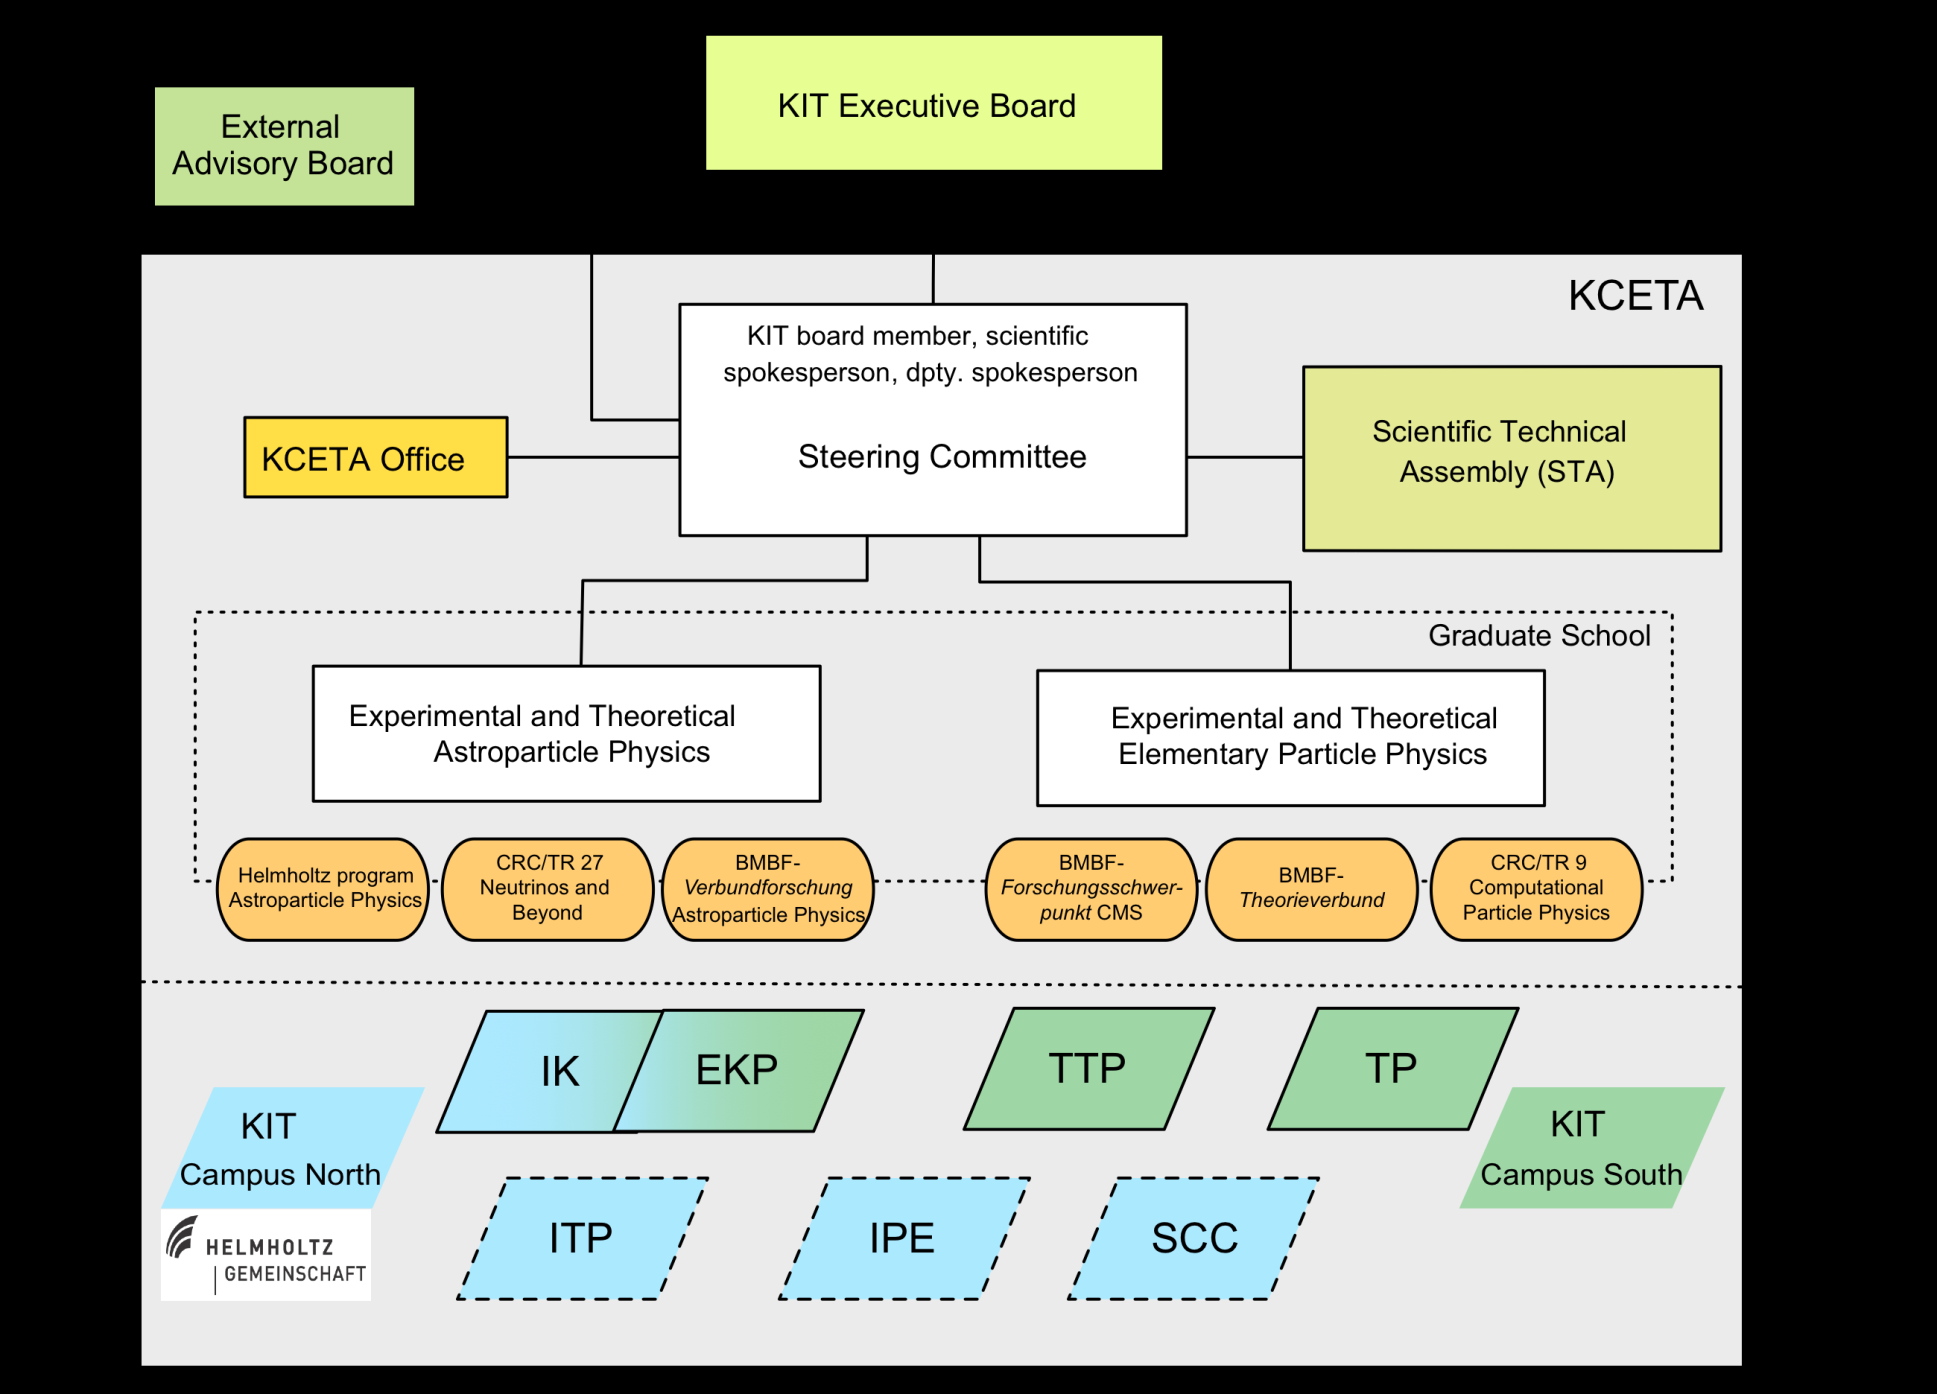 KIT Executive Board
External
Advisory Board
KCETA
KIT board member, scientific
spokesperson, dpty. spokesperson
Steering Committee
KCETA Office
Scientific Technical
Assembly (STA)
Graduate School
Experimental and Theoretical
Astroparticle Physics
Experimental and Theoretical
Elementary Particle Physics
Helmholtz program
Astroparticle Physics
CRC/TR 27
Neutrinos and
Beyond
BMBF-
Verbundforschung
Astroparticle Physics
BMBF-
Forschungsschwer-
punkt CMS
BMBF-
Theorieverbund
CRC/TR 9
Computational
Particle Physics
IK
EKP
TTP
TP
KIT
Campus North
KIT
Campus South
HELMHOLTZ
GEMEINSCHAFT
ITP
IPE
SCC